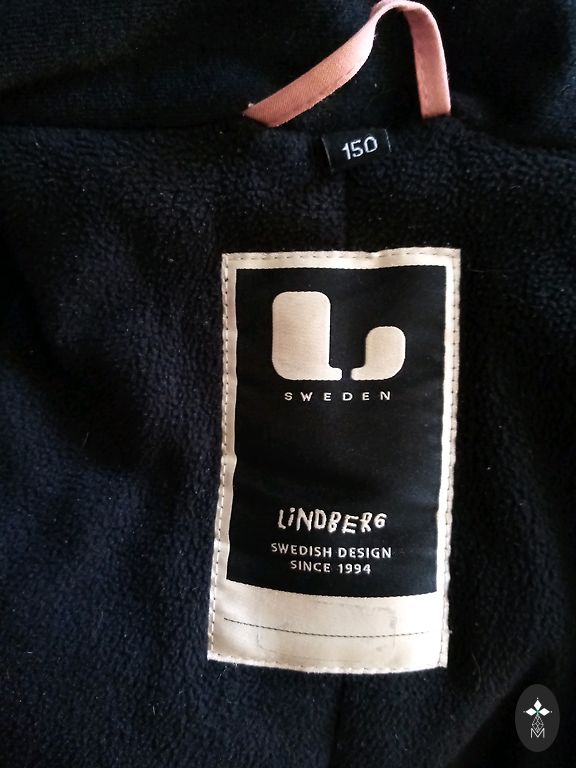 150
SWEDEN
LiNDBERG
SWEDISH DESIGN
SINCE 1994
M